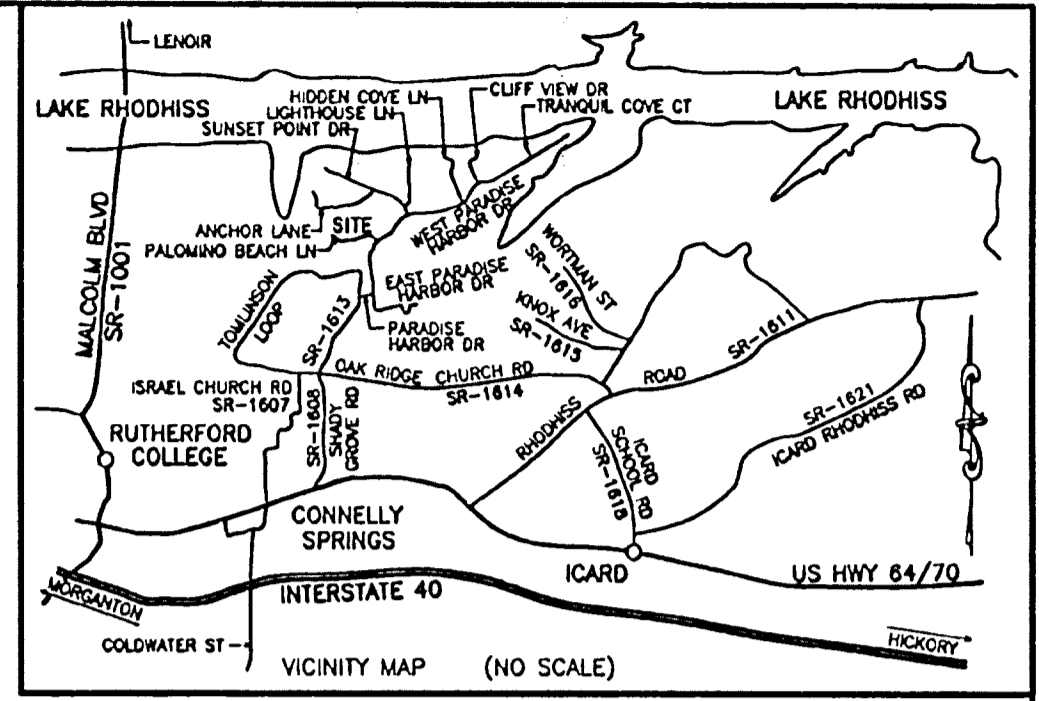 LENOIR
LAKE RHODHISS
HIDDEN COVE LN
LIGHTHOUSE LN
SUNSET POINT DR
CLIFF VIEW DR
TRANQUIL COVE CT
LAKE RHODHISS
MALCOLM BLVD
SR-1001
ANCHOR LANE
SITE
PALOMINO BEACH LN
WEST PARADISE
HARBOR DR
EAST PARADISE
HARBOR DR
PARADISE
HARBOR DR
TOMLINSON
LOOP
SR-1613
WORTMAN ST
SR-1616
KNOX AVE
SR-1615
OAK RIDGE CHURCH RD
SR-1614
ISRAEL CHURCH RD
SR-1607
SR-1608
SHADY
GROVE RD
RHODHISS
ROAD
SR-1611
ICARD
SCHOOL RD
SR-1618
SR-1621
ICARD RHODHISS RD
RUTHERFORD
COLLEGE
CONNELLY
SPRINGS
ICARD
US HWY 64/70
INTERSTATE 40
MORGANTON
HICKORY
COLDWATER ST
VICINITY MAP (NO SCALE)